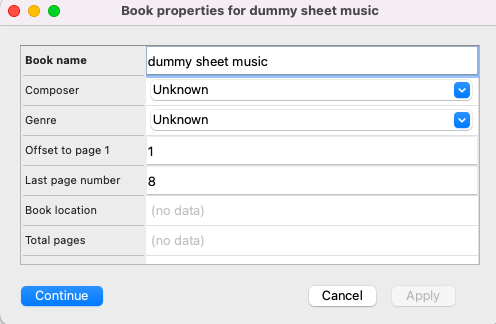 Book properties for dummy sheet music
Book name dummy sheet music
Composer Unknown
Genre Unknown
Offset to page 1 1
Last page number 8
Book location (no data)
Total pages (no data)
Continue Cancel Apply